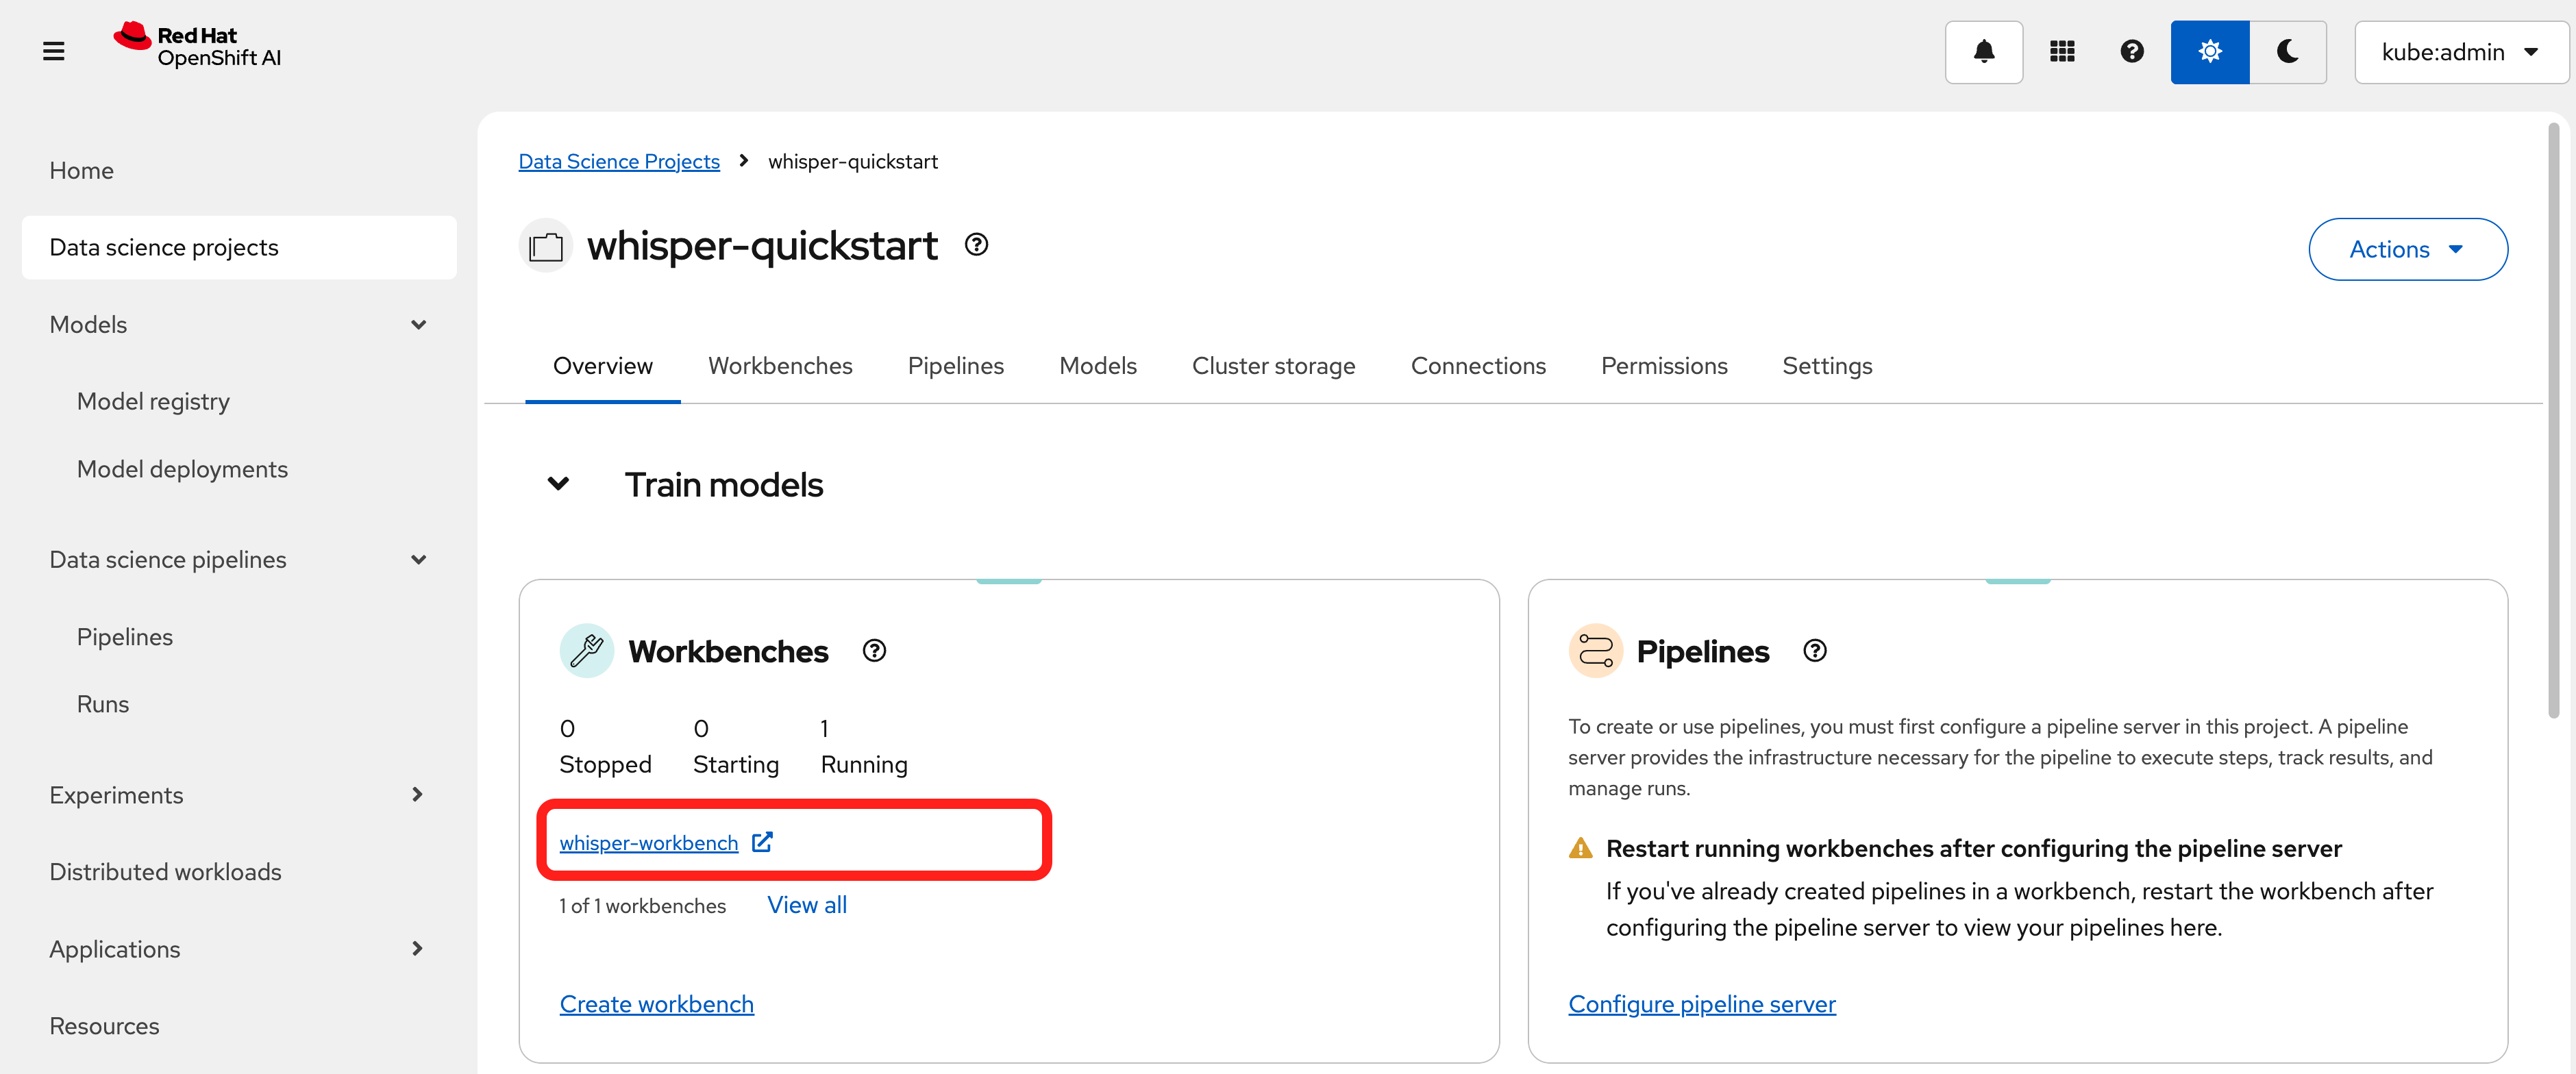 Red Hat
OpenShift AI
kube:admin
Home
Data science projects
Models
Model registry
Model deployments
Data science pipelines
Pipelines
Runs
Experiments
Distributed workloads
Applications
Resources
Data Science Projects > whisper-quickstart
whisper-quickstart
Actions
Overview Workbenches Pipelines Models Cluster storage Connections Permissions Settings
Train models
Workbenches
0 0 1
Stopped Starting Running
whisper-workbench
1 of 1 workbenches View all
Create workbench
Pipelines
To create or use pipelines, you must first configure a pipeline server in this project. A pipeline
server provides the infrastructure necessary for the pipeline to execute steps, track results, and
manage runs.
Restart running workbenches after configuring the pipeline server
If you've already created pipelines in a workbench, restart the workbench after
configuring the pipeline server to view your pipelines here.
Configure pipeline server